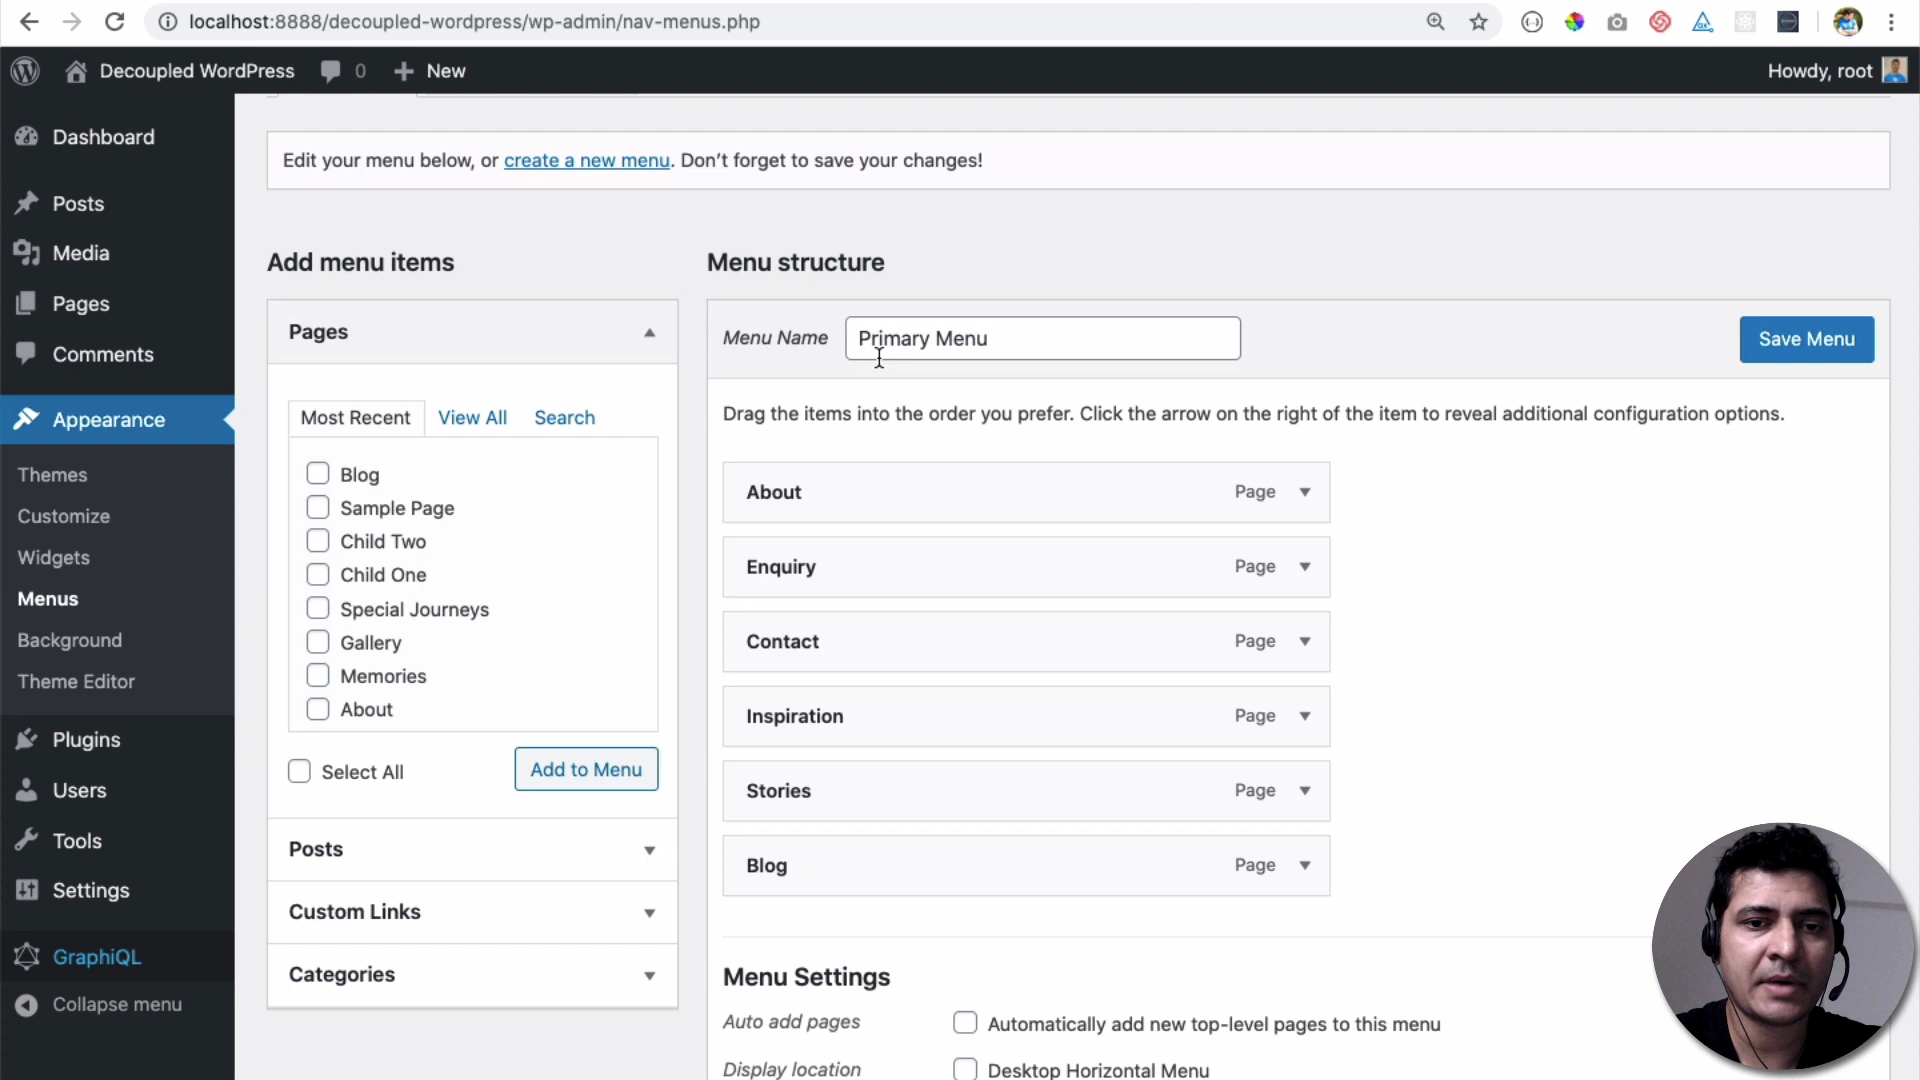 localhost:8888/decoupled-wordpress/wp-admin/nav-menus.php
Decoupled WordPress
0
New
Howdy, root
Dashboard
Posts
Media
Pages
Comments
Appearance
Themes
Customize
Widgets
Menus
Background
Theme Editor
Plugins
Users
Tools
Settings
GraphiQL
Collapse menu
Edit your menu below, or create a new menu. Don’t forget to save your changes!
Add menu items
Pages
Most Recent
View All
Search
Blog
Sample Page
Child Two
Child One
Special Journeys
Gallery
Memories
About
Select All
Add to Menu
Posts
Custom Links
Categories
Menu structure
Menu Name
Primary Menu
Save Menu
Drag the items into the order you prefer. Click the arrow on the right of the item to reveal additional configuration options.
About Page
Enquiry Page
Contact Page
Inspiration Page
Stories Page
Blog Page
Menu Settings
Auto add pages
Automatically add new top-level pages to this menu
Display location
Desktop Horizontal Menu